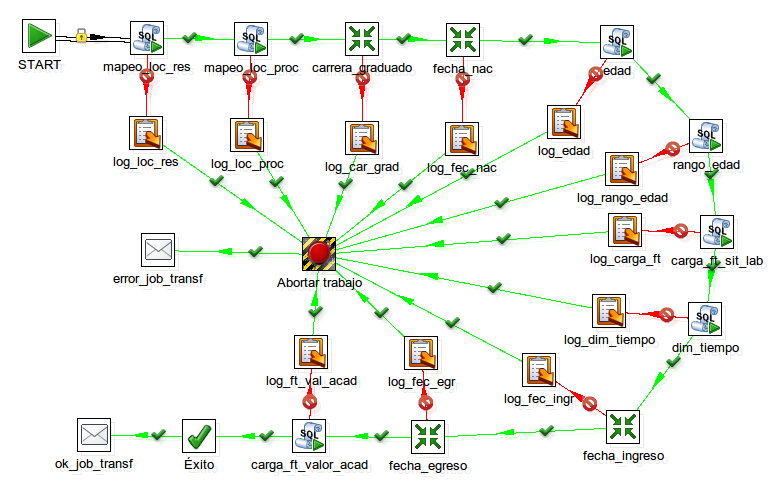 SQL
SQL
SQL
START
mapeo_loc_res
mapeo_loc_proc
carrera_graduado
fecha_nac
edad
SQL
log_loc_res
log_loc_proc
log_car_grad
log_fec_nac
log_edad
rango_edad
log_rango_edad
SQL
error_job_transf
Abortar trabajo
log_carga_ft
carga_ft_sit_lab
SQL
log_dim_tiempo
dim_tiempo
log_ft_val_acad
log_fec_egr
log_fec_ingr
SQL
ok_job_transf
Éxito
carga_ft_valor_acad
fecha_egreso
fecha_ingreso